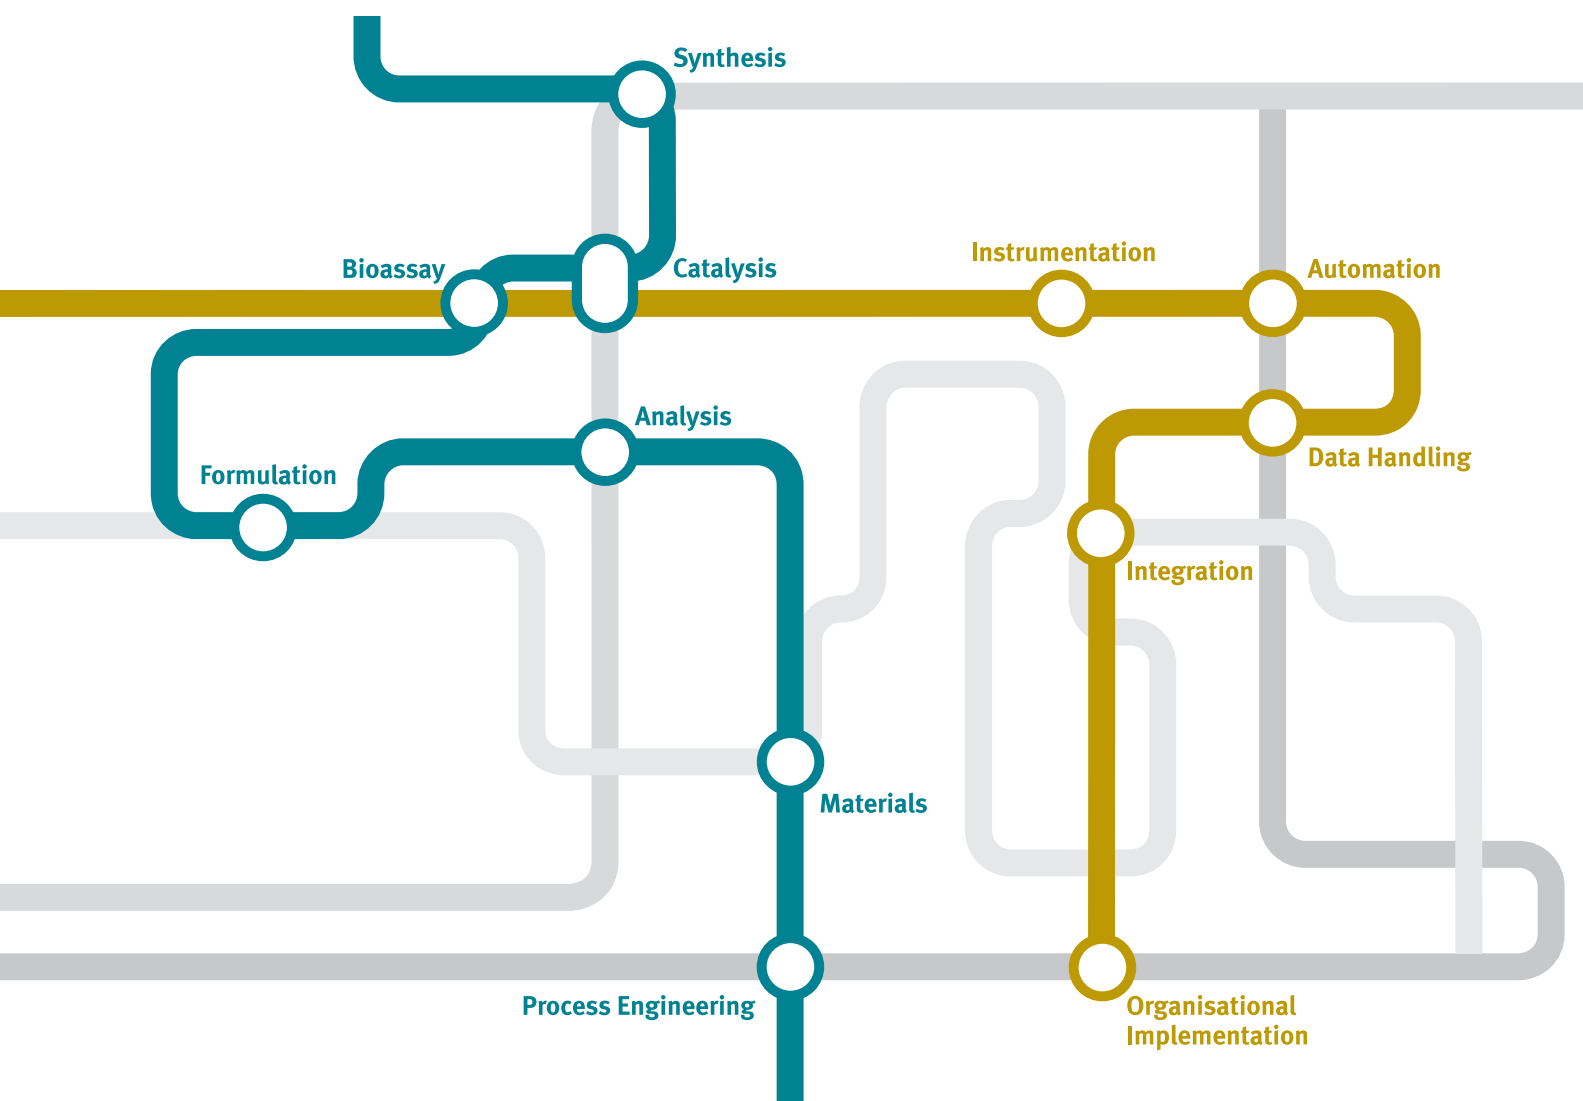 Synthesis
Instrumentation
Bioassay
Catalysis
Automation
Analysis
Data Handling
Formulation
Integration
Materials
Process Engineering
Organisational
Implementation